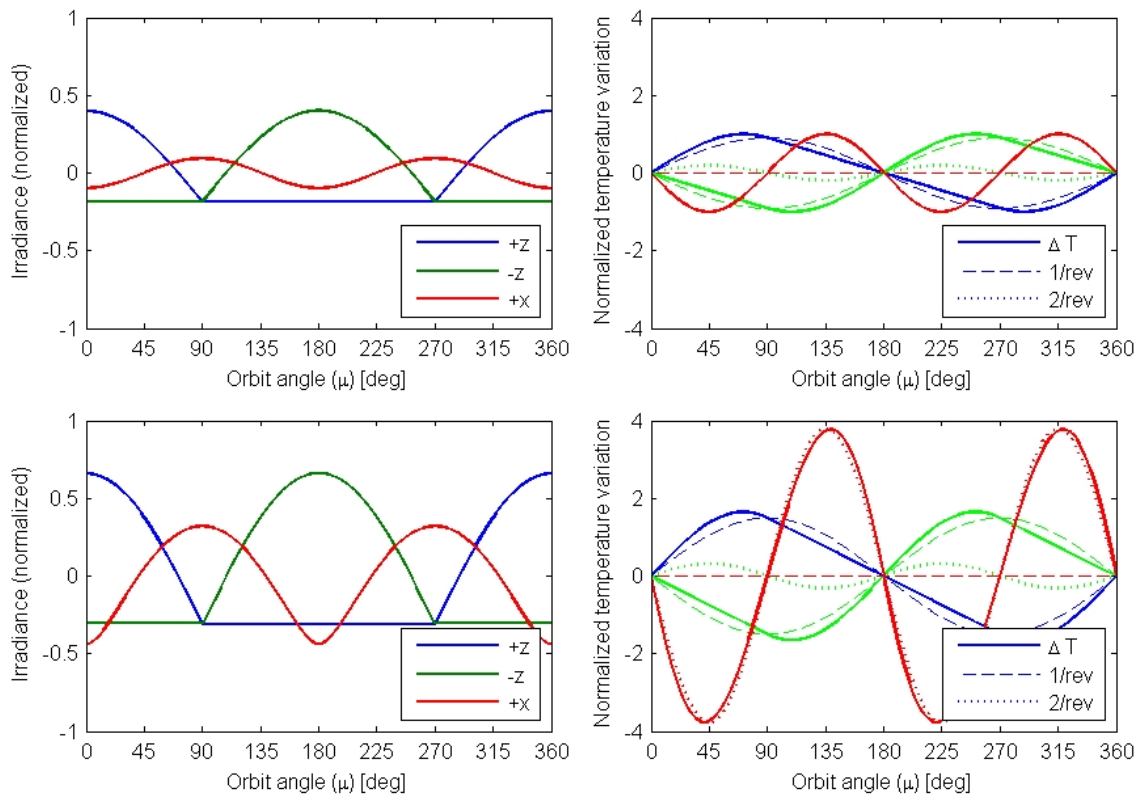 1
0.5
0
-0.5
-1
Irradiance (normalized)
+z
-z
+x
0 45 90 135 180 225 270 315 360
Orbit angle (μ) [deg]
4
2
0
-2
-4
Normalized temperature variation
Δ T
1/rev
2/rev
0 45 90 135 180 225 270 315 360
Orbit angle (μ) [deg]
1
0.5
0
-0.5
-1
Irradiance (normalized)
+z
-z
+x
0 45 90 135 180 225 270 315 360
Orbit angle (μ) [deg]
4
2
0
-2
-4
Normalized temperature variation
Δ T
1/rev
2/rev
0 45 90 135 180 225 270 315 360
Orbit angle (μ) [deg]